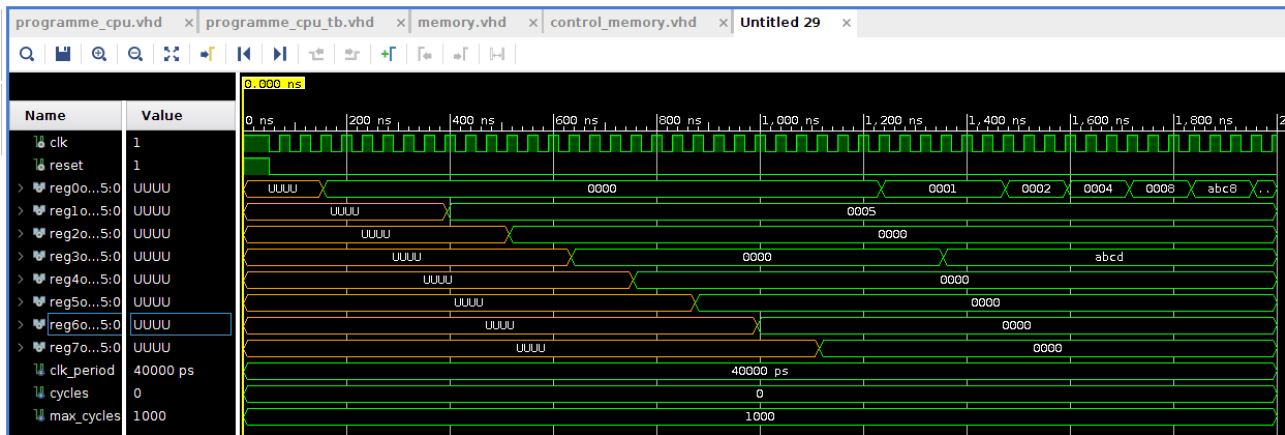 programme_cpu.vhd × programme_cpu_tb.vhd × memory.vhd × control_memory.vhd × Untitled 29 ×
0.000 ns
Name Value
0 ns 200 ns 400 ns 600 ns 800 ns 1,000 ns 1,200 ns 1,400 ns 1,600 ns 1,800 ns 2
clk 1
reset 1
reg0o...5:0 UUUU UUUU 0000 0001 0002 0004 0008 abc8 ..
reg1o...5:0 UUUU UUUU 0005
reg2o...5:0 UUUU UUUU 0000
reg3o...5:0 UUUU UUUU 0000 abcd
reg4o...5:0 UUUU UUUU 0000
reg5o...5:0 UUUU UUUU 0000
reg6o...5:0 UUUU UUUU 0000
reg7o...5:0 UUUU UUUU 0000
clk_period 40000 ps 40000 ps
cycles 0 0
max_cycles 1000 1000